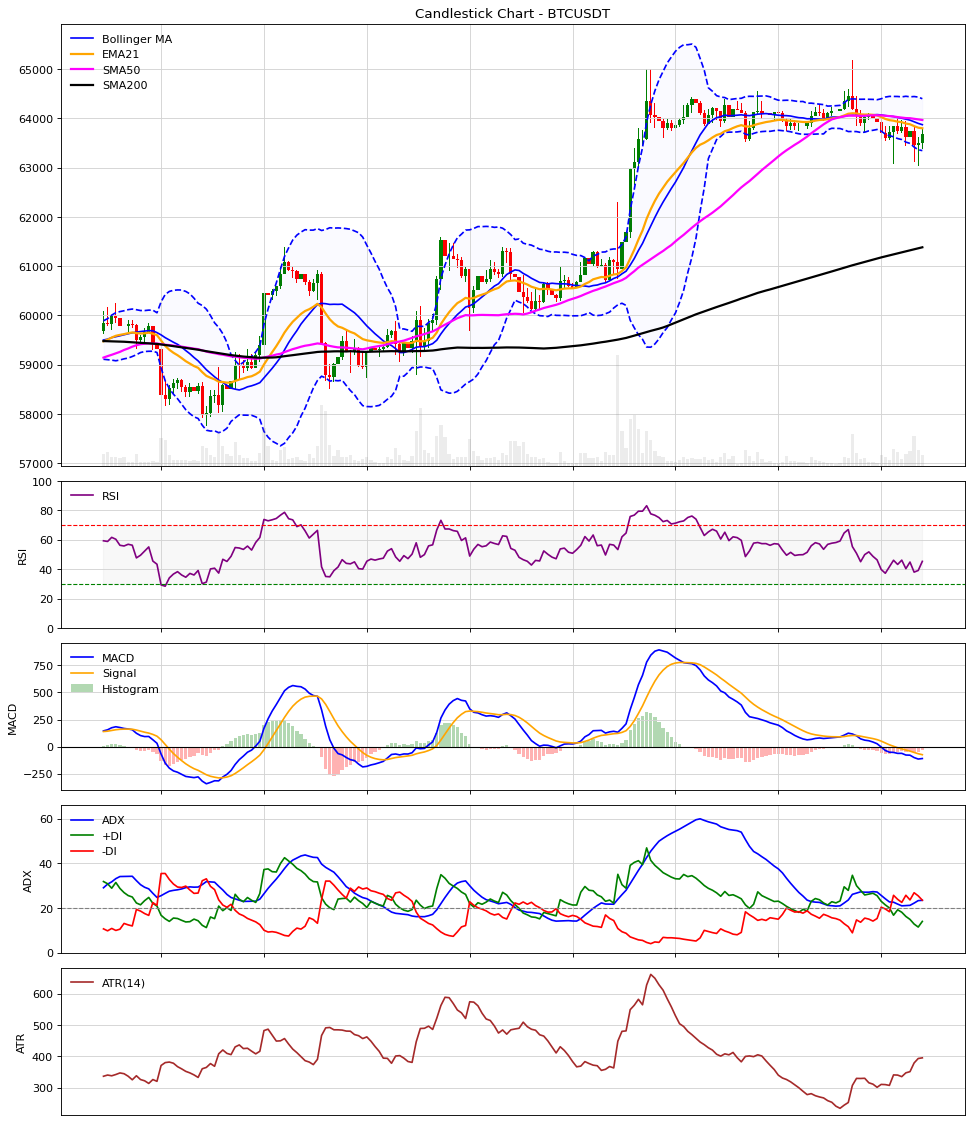 Candlestick Chart - BTCUSDT
Bollinger MA
EMA21
SMA50
SMA200
65000
64000
63000
62000
61000
60000
59000
58000
57000
RSI
100
80
60
40
20
0
RSI
MACD
Signal
Histogram
750
500
250
0
−250
MACD
ADX
+DI
-DI
60
40
20
0
ADX
ATR(14)
600
500
400
300
ATR